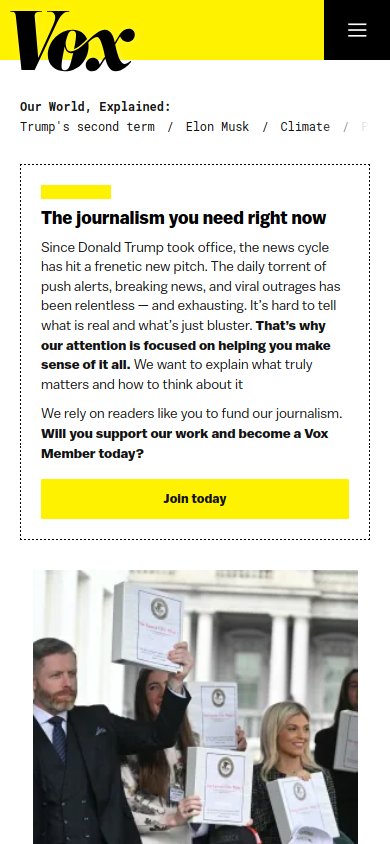 Vox
Our World, Explained:
Trump's second term / Elon Musk / Climate /
The journalism you need right now
Since Donald Trump took office, the news cycle
has hit a frenetic new pitch. The daily torrent of
push alerts, breaking news, and viral outrages has
been relentless — and exhausting. It's hard to tell
what is real and what's just bluster. That's why
our attention is focused on helping you make
sense of it all. We want to explain what truly
matters and how to think about it
We rely on readers like you to fund our journalism.
Will you support our work and become a Vox
Member today?
Join today